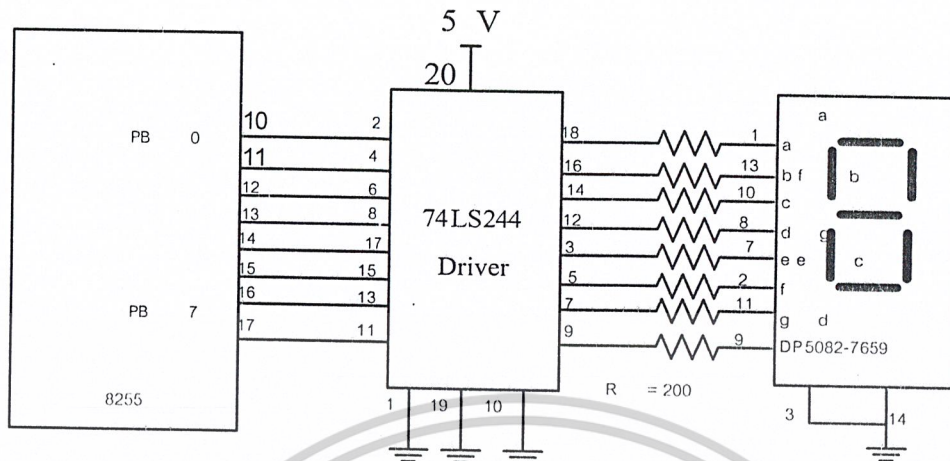 5 V
20
PB 0
10 2
18 1 a
a
11 4
16 13 b f
b
12 6
14 10 c
13 8
12 8 d
g
14 17
3 7 e e
c
15 15
5 2 f
PB 7
16 13
7 11 g d
17 11
9 9 DP5082-7659
74LS244
Driver
R = 200
8255
1 19 10
3 14